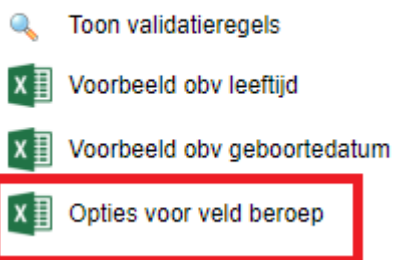 Toon validatieregels
Voorbeeld obv leeftijd
Voorbeeld obv geboortedatum
Opties voor veld beroep